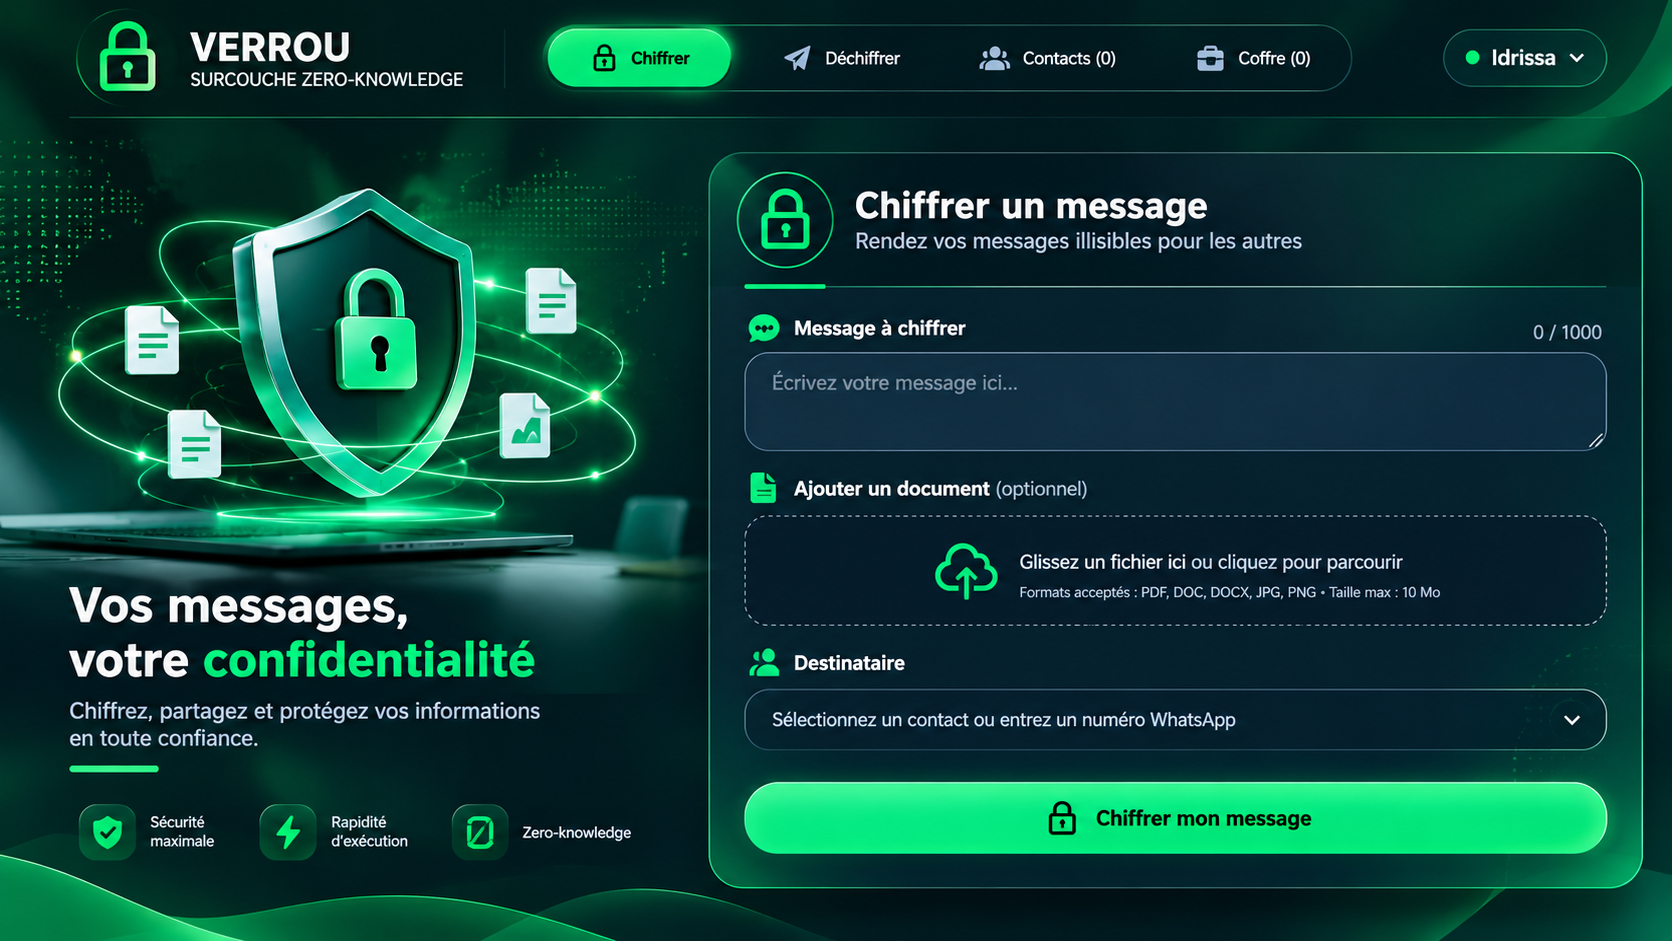 VERROU
SURCOUCHE ZERO-KNOWLEDGE
Chiffrer
Déchiffrer
Contacts (0)
Coffre (0)
Idrissa
Vos messages,
votre confidentialité
Chiffrez, partagez et protégez vos informations
en toute confiance.
Sécurité
maximale
Rapidité
d'exécution
Zero-knowledge
Chiffrer un message
Rendez vos messages illisibles pour les autres
Message à chiffrer
0 / 1000
Écrivez votre message ici...
Ajouter un document (optionnel)
Glissez un fichier ici ou cliquez pour parcourir
Formats acceptés : PDF, DOC, DOCX, JPG, PNG • Taille max : 10 Mo
Destinataire
Sélectionnez un contact ou entrez un numéro WhatsApp
Chiffrer mon message